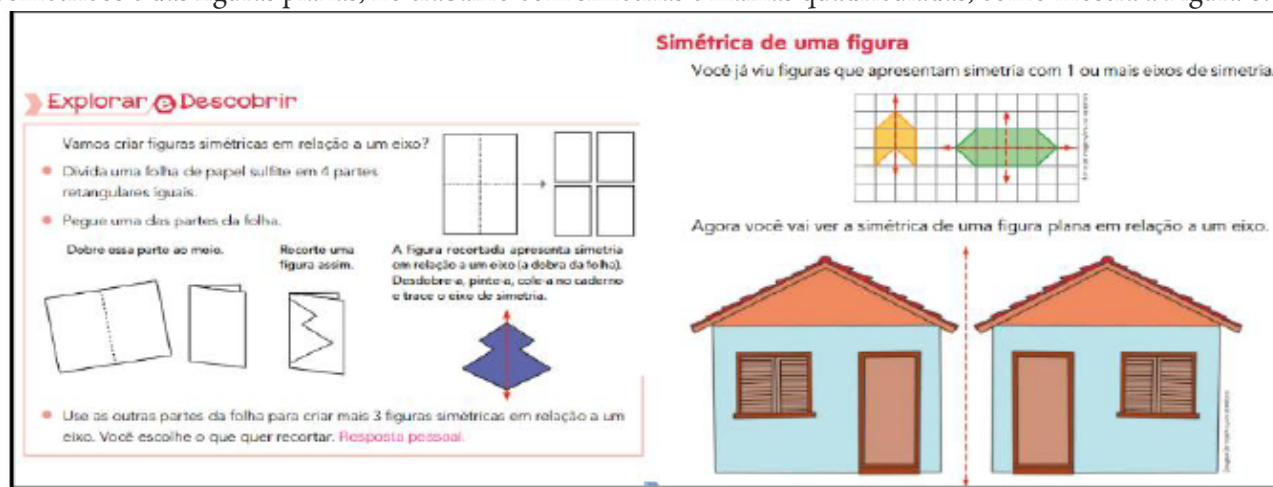 Explorar e Descobrir
Vamos criar figuras simétricas em relação a um eixo?
Divida uma folha de papel sulfite em 4 partes
retangulares iguais.
Pegue uma das partes da folha.
Dobre essa parte ao meio.
Recorte uma
figura assim.
A figura recortada apresenta simetria
em relação a um eixo (a dobra da folha).
Desdobre-a, pinte-a, cole-a no caderno
e trace o eixo de simetria.
Use as outras partes da folha para criar mais 3 figuras simétricas em relação a um
eixo. Você escolhe o que quer recortar. Resposta pessoal.
Simétrica de uma figura
Você já viu figuras que apresentam simetria com 1 ou mais eixos de simetria.
Agora você vai ver a simétrica de uma figura plana em relação a um eixo.